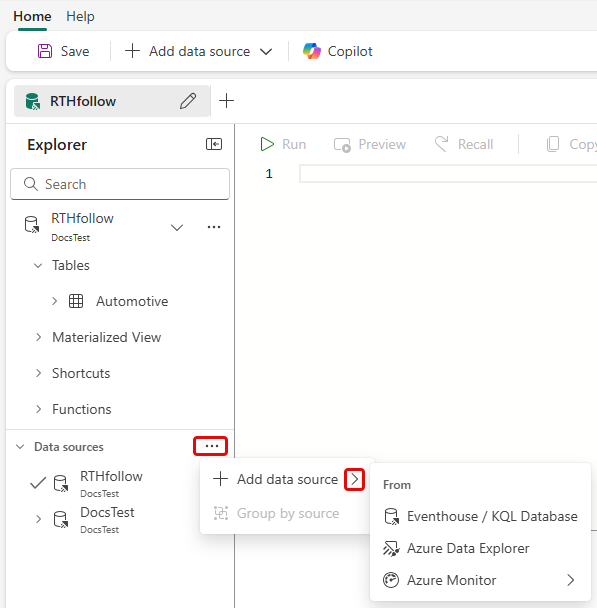 Home Help
Save Add data source Copilot
RTHfollow
Explorer
Run Preview Recall Copy
Search
1
RTHfollow
DocsTest
Tables
Automotive
Materialized View
Shortcuts
Functions
Data sources
RTHfollow
DocsTest
DocsTest
DocsTest
Add data source
Group by source
From
Eventhouse / KQL Database
Azure Data Explorer
Azure Monitor